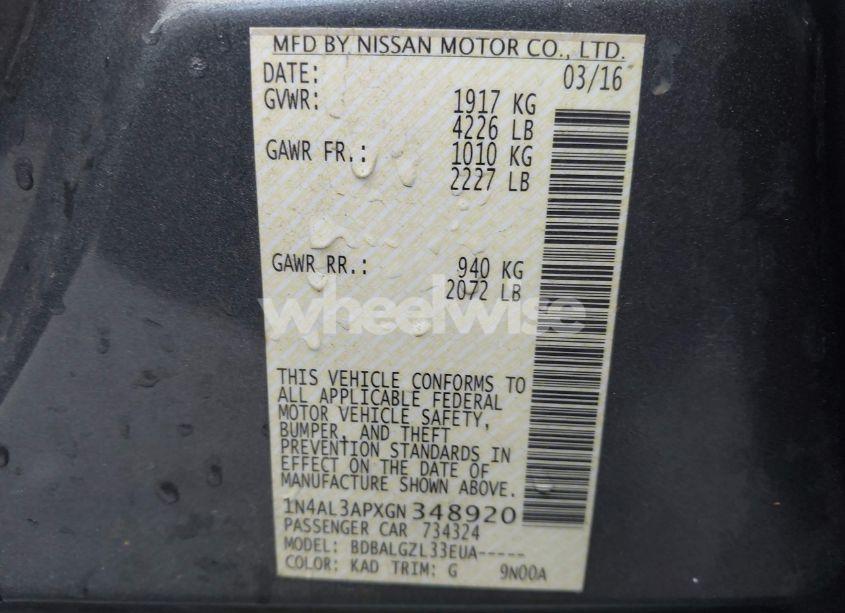 MFD BY NISSAN MOTOR CO., LTD.
DATE: 03/16
GVWR: 1917 KG
4226 LB
GAWR FR.: 1010 KG
2227 LB
GAWR RR.: 940 KG
2072 LB
wheelwise
THIS VEHICLE CONFORMS TO
ALL APPLICABLE FEDERAL
MOTOR VEHICLE SAFETY,
BUMPER, AND THEFT
PREVENTION STANDARDS IN
EFFECT ON THE DATE OF
MANUFACTURE SHOWN ABOVE.
1N4AL3APXGN348920
PASSENGER CAR 734324
MODEL: BDBALGZL33EUA-----
COLOR: KAD TRIM: G 9N00A